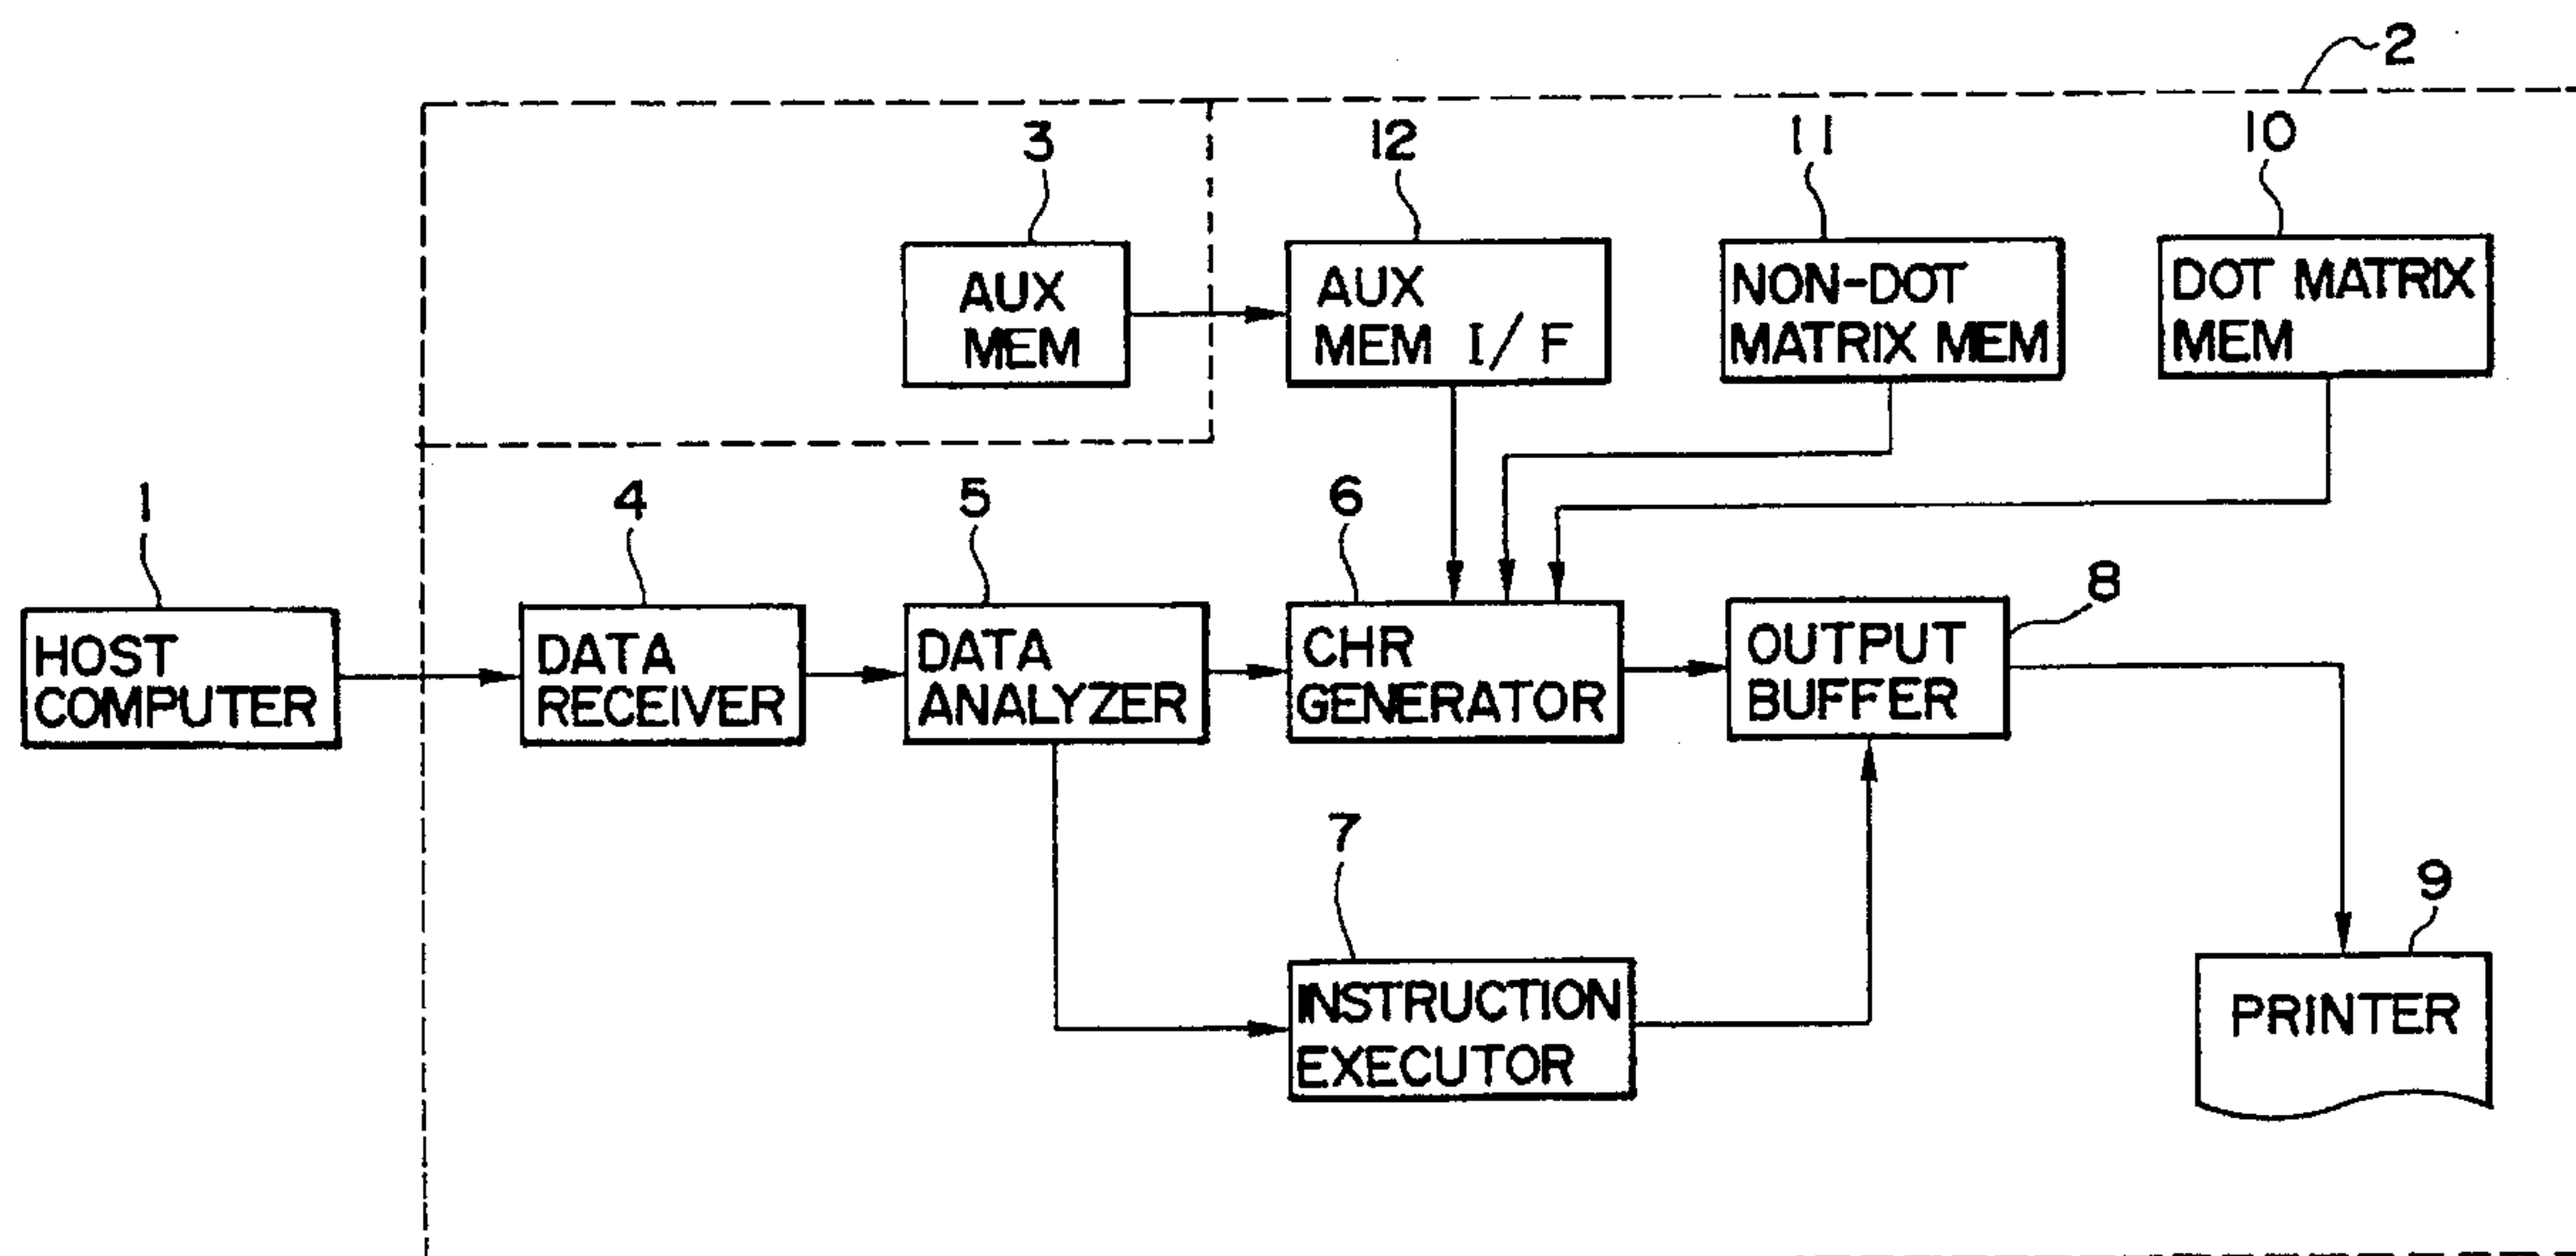 2
3
12
11
10
AUX
MEM
AUX
MEM I/F
NON-DOT
MATRIX MEM
DOT MATRIX
MEM
1
4
5
6
8
HOST
COMPUTER
DATA
RECEIVER
DATA
ANALYZER
CHR
GENERATOR
OUTPUT
BUFFER
7
9
INSTRUCTION
EXECUTOR
PRINTER